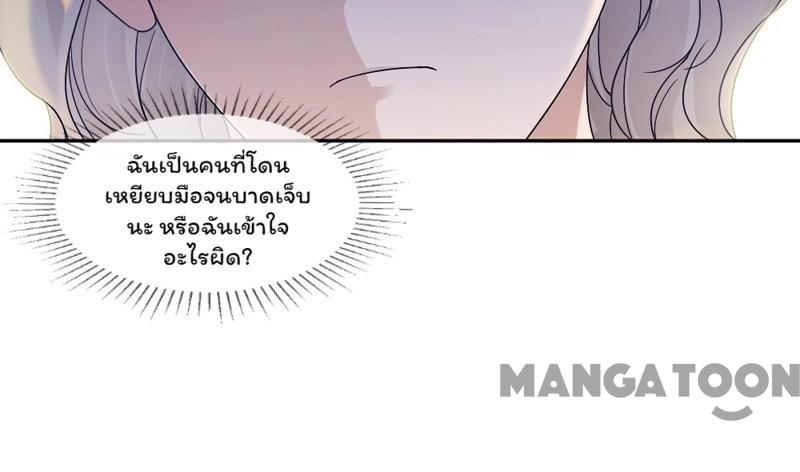 ฉันเป็นคนที่โดน
เหยียบมือจนบาดเจ็บ
นะ หรือฉันเข้าใจ
อะไรผิด?
MANGATOON